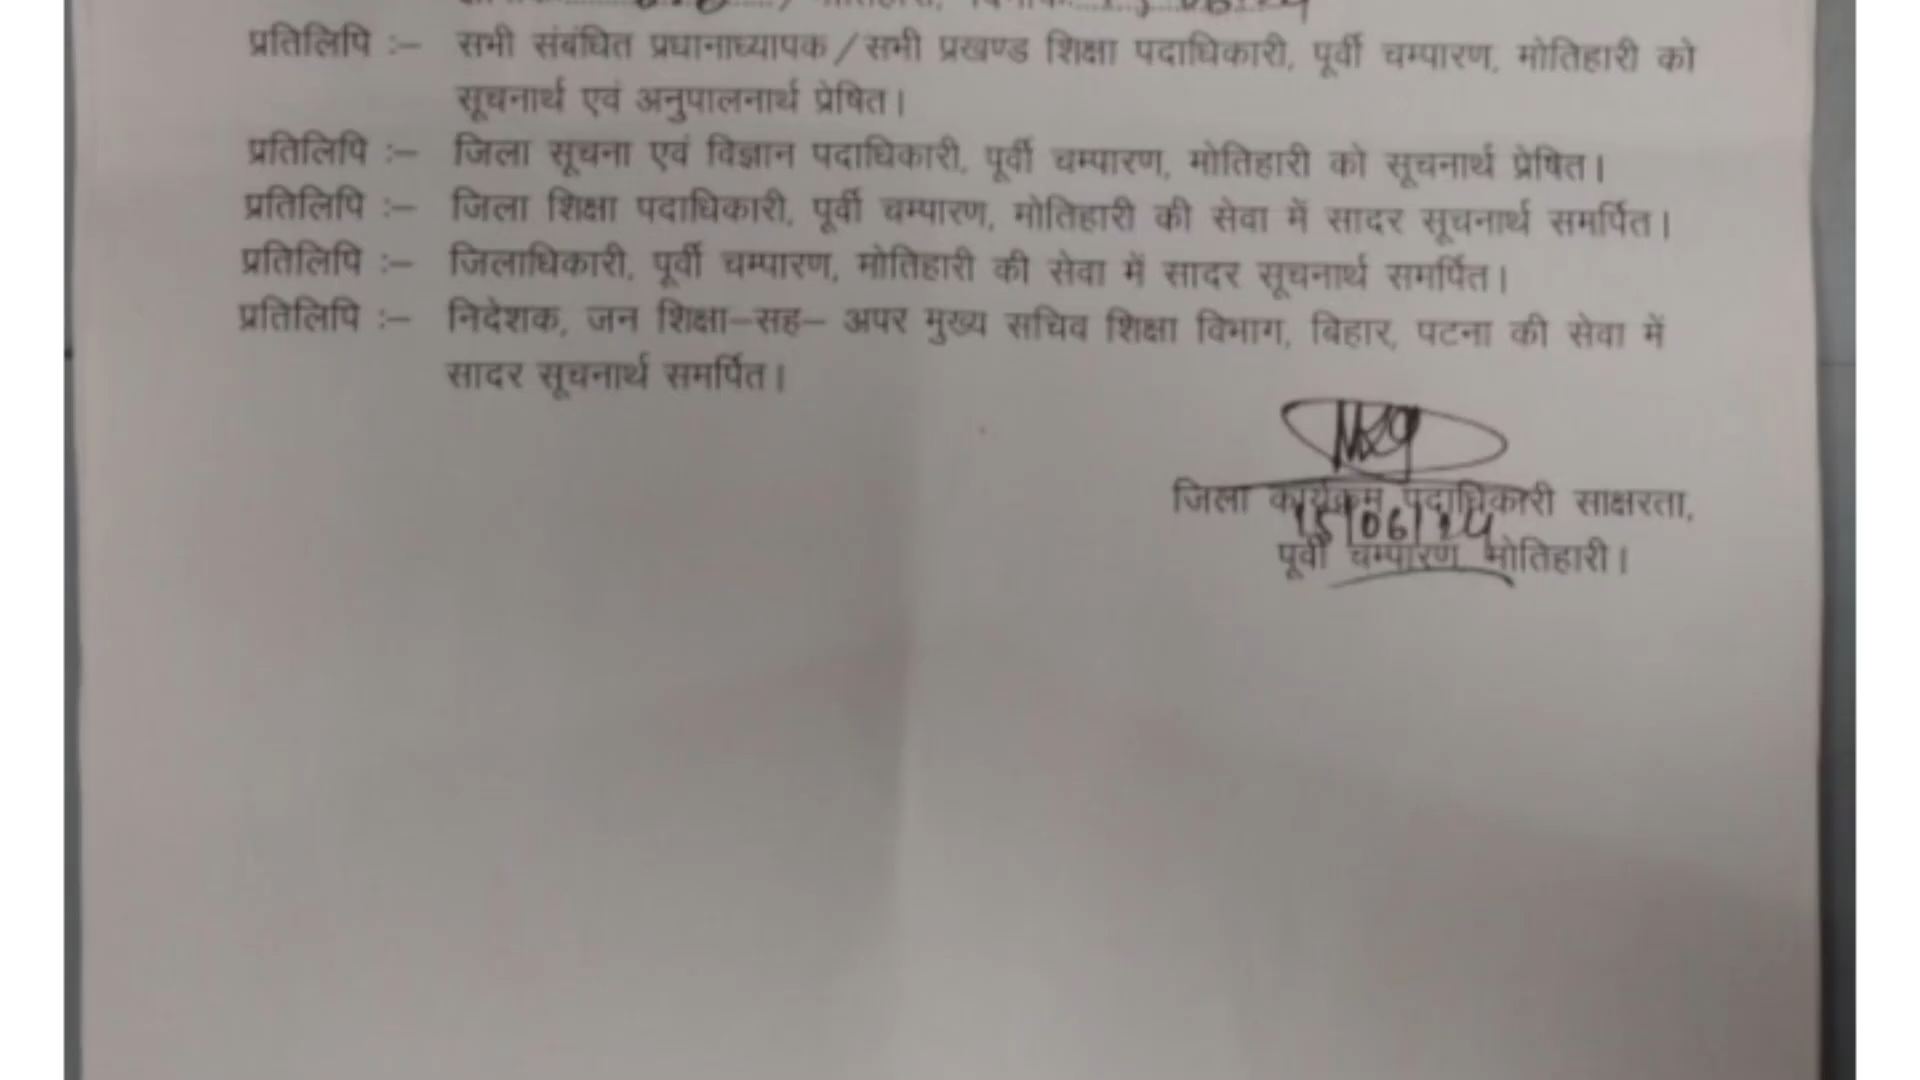 प्रतिलिपि :– सभी संबंधित प्रधानाध्यापक/सभी प्रखण्ड शिक्षा पदाधिकारी, पूर्वी चम्पारण, मोतिहारी को
सूचनार्थ एवं अनुपालनार्थ प्रेषित।
प्रतिलिपि :– जिला सूचना एवं विज्ञान पदाधिकारी, पूर्वी चम्पारण, मोतिहारी को सूचनार्थ प्रेषित।
प्रतिलिपि :– जिला शिक्षा पदाधिकारी, पूर्वी चम्पारण, मोतिहारी की सेवा में सादर सूचनार्थ समर्पित।
प्रतिलिपि :– जिलाधिकारी, पूर्वी चम्पारण, मोतिहारी की सेवा में सादर सूचनार्थ समर्पित।
प्रतिलिपि :– निदेशक, जन शिक्षा–सह– अपर मुख्य सचिव शिक्षा विभाग, बिहार, पटना की सेवा में
सादर सूचनार्थ समर्पित।
जिला कार्यक्रम पदाधिकारी साक्षरता,
15/06/24
पूर्वी चम्पारण मोतिहारी।